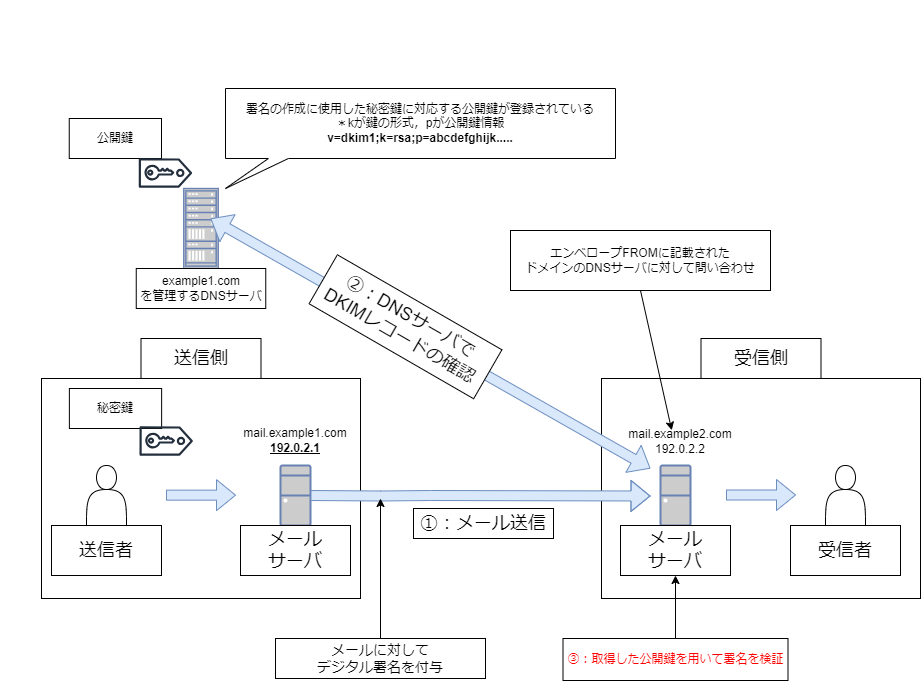 署名の作成に使用した秘密鍵に対応する公開鍵が登録されている
＊kが鍵の形式，pが公開鍵情報
v=dkim1;k=rsa;p=abcdefghijk.....
公開鍵
example1.com
を管理するDNSサーバ
エンベロープFROMに記載された
ドメインのDNSサーバに対して問い合わせ
②：DNSサーバで
DKIMレコードの確認
送信側
受信側
秘密鍵
mail.example1.com
192.0.2.1
mail.example2.com
192.0.2.2
①：メール送信
送信者
メール
サーバ
メール
サーバ
受信者
メールに対して
デジタル署名を付与
③：取得した公開鍵を用いて署名を検証